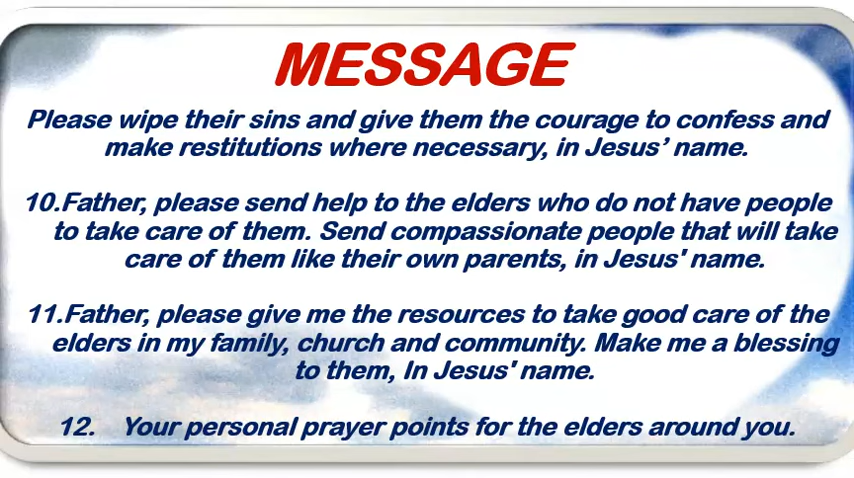 MESSAGE
Please wipe their sins and give them the courage to confess and
make restitutions where necessary, in Jesus’ name.
10.Father, please send help to the elders who do not have people
to take care of them. Send compassionate people that will take
care of them like their own parents, in Jesus' name.
11.Father, please give me the resources to take good care of the
elders in my family, church and community. Make me a blessing
to them, In Jesus' name.
12. Your personal prayer points for the elders around you.